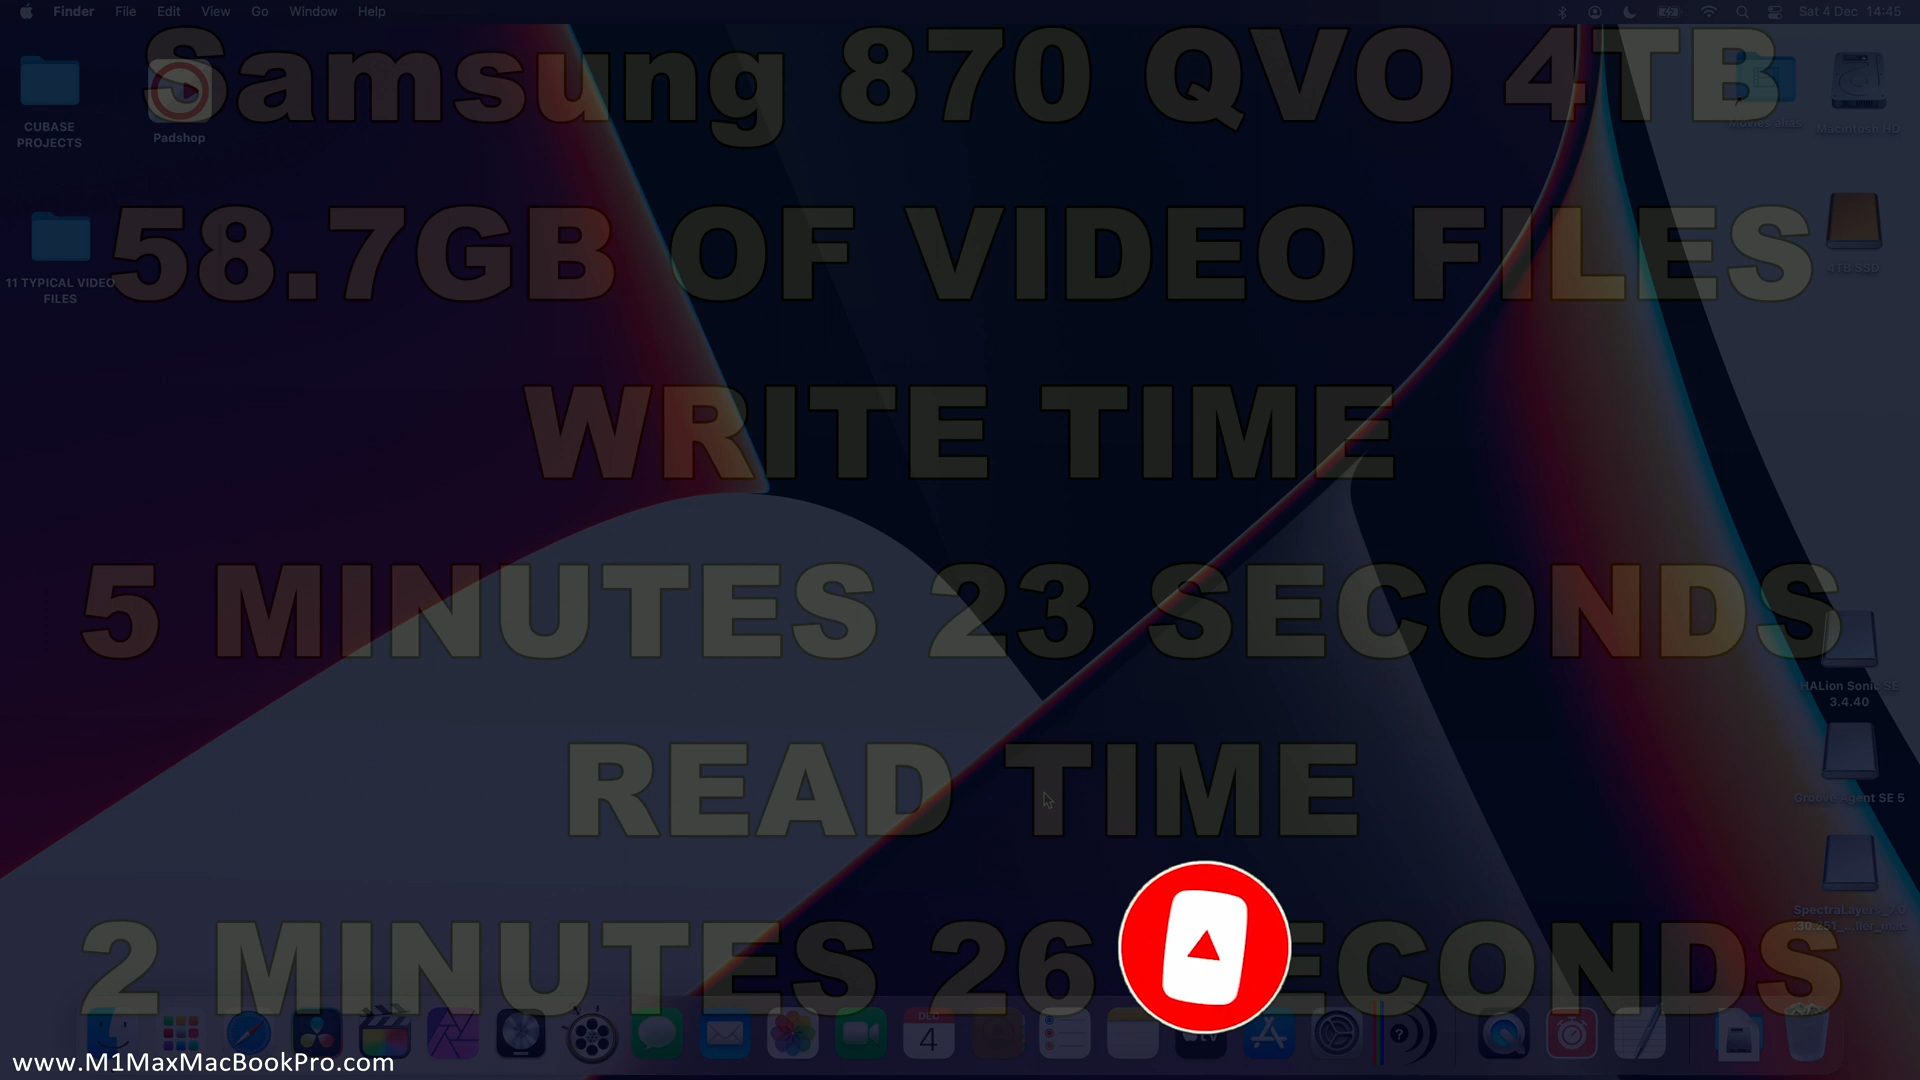 Finder File Edit View Go Window Help Sat 4 Dec 14:45
Samsung 870 QVO 4TB
CUBASE
PROJECTS
Padshop
Macintosh HD
58.7GB OF VIDEO FILES
4TB SSD
11 TYPICAL VIDEO
FILES
WRITE TIME
5 MINUTES 23 SECONDS
HALion Sonic SE
3.4.40
READ TIME
Groove Agent SE 5
2 MINUTES 26 SECONDS
DEC
4
tv
www.M1MaxMacBookPro.com